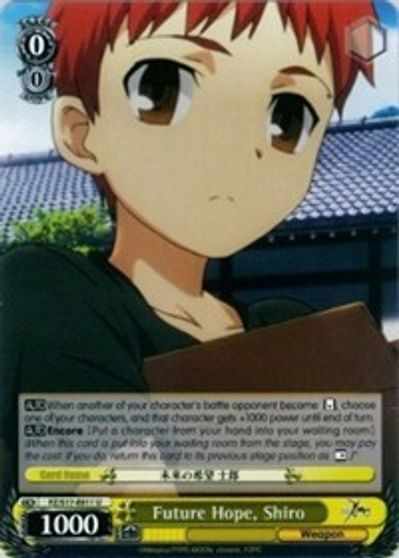 0
0
AUTO When another of your character's battle opponent become, choose
one of your characters, and that character gets +1000 power until end of turn.
AUTO Encore [Put a character from your hand into your waiting room]
(When this card is put into your waiting room from the stage, you may pay
the cost. If you do, return this card to its previous stage position as)
Card Name 未来の希望 士郎
1000
Future Hope, Shiro
Weapon